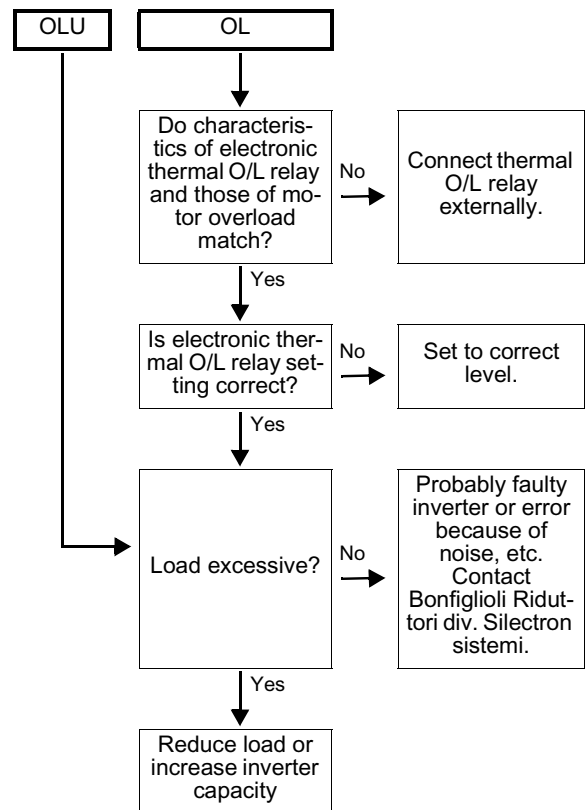 OLU
OL
Do characteris-
tics of electronic
thermal O/L relay
and those of mo-
tor overload
match?
No
Connect thermal
O/L relay
externally.
Yes
Is electronic ther-
mal O/L relay set-
ting correct?
No
Set to correct
level.
Yes
Load excessive?
No
Probably faulty
inverter or error
because of
noise, etc.
Contact
Bonfiglioli Ridut-
tori div. Silectron
sistemi.
Yes
Reduce load or
increase inverter
capacity